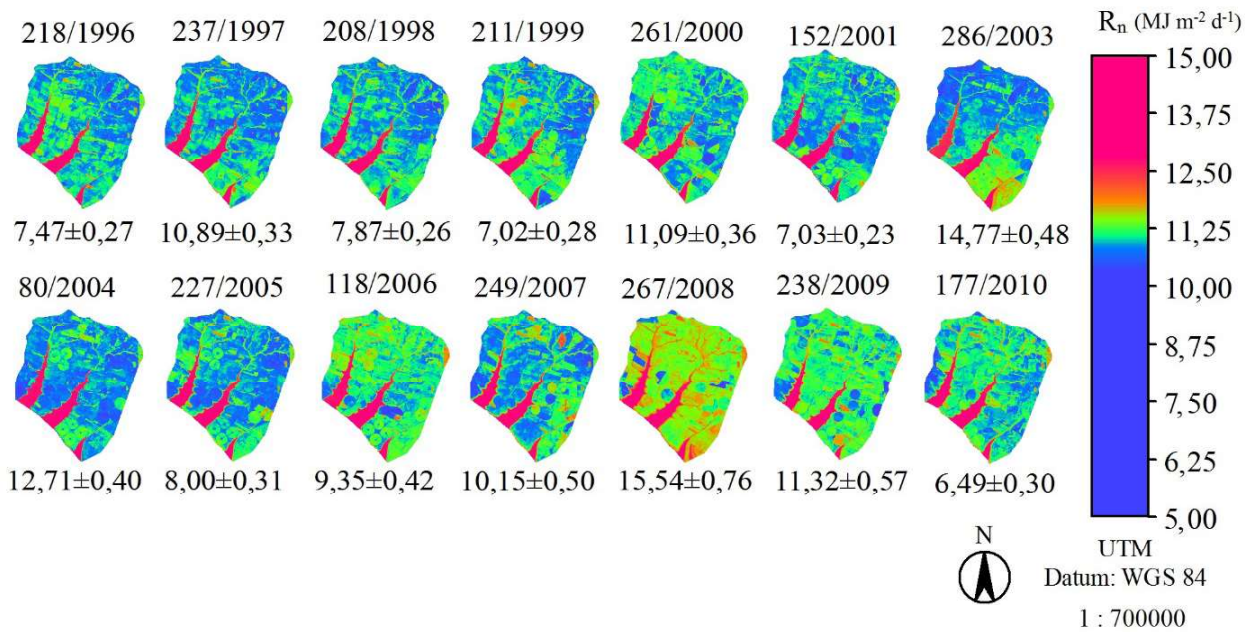 218/1996 237/1997 208/1998 211/1999 261/2000 152/2001 286/2003
7,47±0,27 10,89±0,33 7,87±0,26 7,02±0,28 11,09±0,36 7,03±0,23 14,77±0,48
80/2004 227/2005 118/2006 249/2007 267/2008 238/2009 177/2010
12,71±0,40 8,00±0,31 9,35±0,42 10,15±0,50 15,54±0,76 11,32±0,57 6,49±0,30
Rn (MJ m-2 d-1)
15,00
13,75
12,50
11,25
10,00
8,75
7,50
6,25
5,00
N
UTM
Datum: WGS 84
1 : 700000